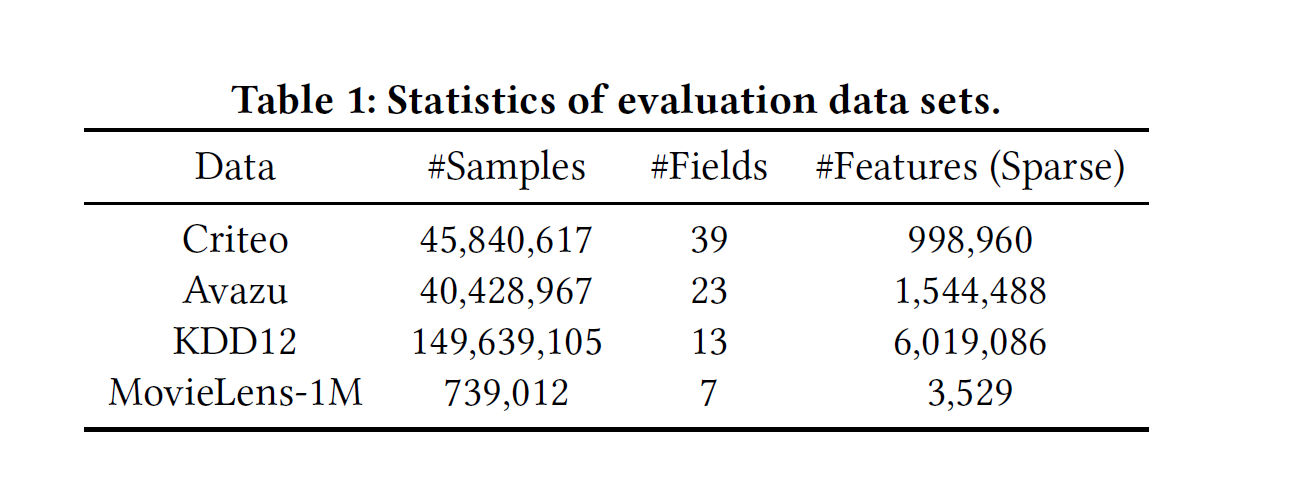 Table 1: Statistics of evaluation data sets.
Data #Samples #Fields #Features (Sparse)
Criteo 45,840,617 39 998,960
Avazu 40,428,967 23 1,544,488
KDD12 149,639,105 13 6,019,086
MovieLens-1M 739,012 7 3,529